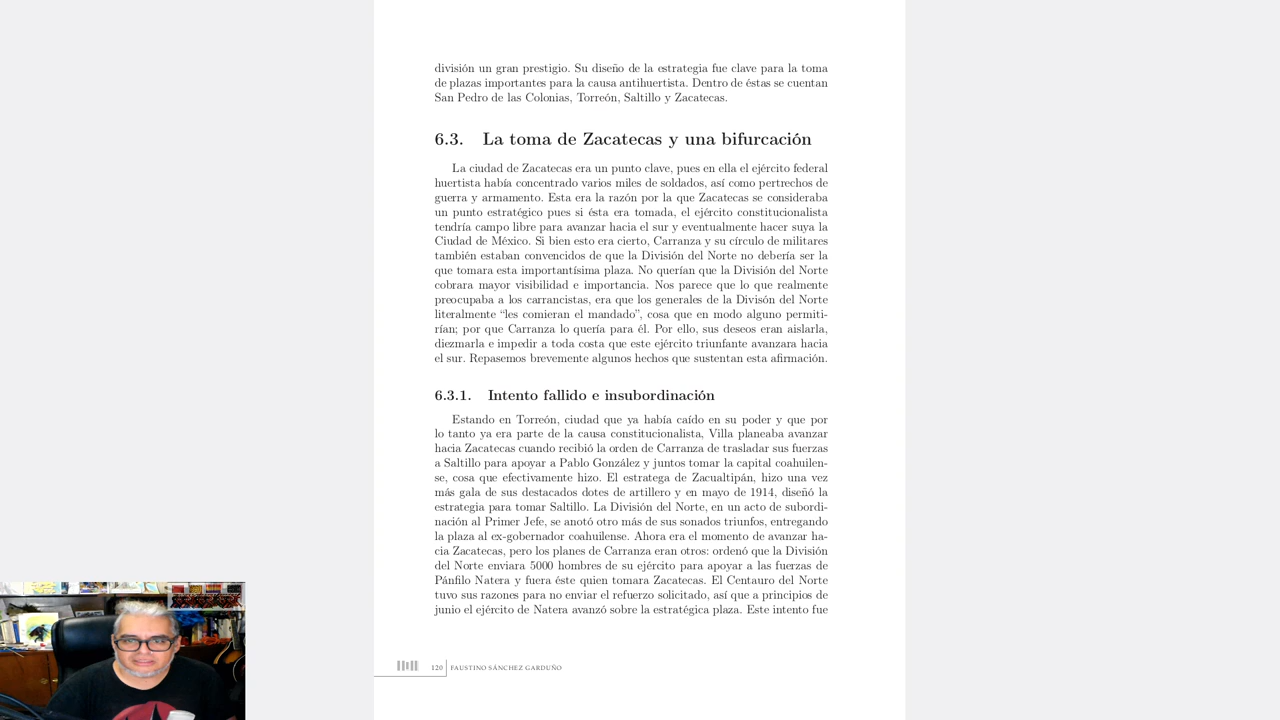 división un gran prestigio. Su diseño de la estrategia fue clave para la toma
de plazas importantes para la causa antihuertista. Dentro de éstas se cuentan
San Pedro de las Colonias, Torreón, Saltillo y Zacatecas.
6.3. La toma de Zacatecas y una bifurcación
La ciudad de Zacatecas era un punto clave, pues en ella el ejército federal
huertista había concentrado varios miles de soldados, así como pertrechos de
guerra y armamento. Esta era la razón por la que Zacatecas se consideraba
un punto estratégico pues si ésta era tomada, el ejército constitucionalista
tendría campo libre para avanzar hacia el sur y eventualmente hacer suya la
Ciudad de México. Si bien esto era cierto, Carranza y su círculo de militares
también estaban convencidos de que la División del Norte no debería ser la
que tomara esta importantísima plaza. No querían que la División del Norte
cobrara mayor visibilidad e importancia. Nos parece que lo que realmente
preocupaba a los carrancistas, era que los generales de la Divisón del Norte
literalmente “les comieran el mandado”, cosa que en modo alguno permiti-
rían; por que Carranza lo quería para él. Por ello, sus deseos eran aislarla,
diezmarla e impedir a toda costa que este ejército triunfante avanzara hacia
el sur. Repasemos brevemente algunos hechos que sustentan esta afirmación.
6.3.1. Intento fallido e insubordinación
Estando en Torreón, ciudad que ya había caído en su poder y que por
lo tanto ya era parte de la causa constitucionalista, Villa planeaba avanzar
hacia Zacatecas cuando recibió la orden de Carranza de trasladar sus fuerzas
a Saltillo para apoyar a Pablo González y juntos tomar la capital coahuilen-
se, cosa que efectivamente hizo. El estratega de Zacualtipán, hizo una vez
más gala de sus destacados dotes de artillero y en mayo de 1914, diseñó la
estrategia para tomar Saltillo. La División del Norte, en un acto de subordi-
nación al Primer Jefe, se anotó otro más de sus sonados triunfos, entregando
la plaza al ex-gobernador coahuilense. Ahora era el momento de avanzar ha-
cia Zacatecas, pero los planes de Carranza eran otros: ordenó que la División
del Norte enviara 5000 hombres de su ejército para apoyar a las fuerzas de
Pánfilo Natera y fuera éste quien tomara Zacatecas. El Centauro del Norte
tuvo sus razones para no enviar el refuerzo solicitado, así que a principios de
junio el ejército de Natera avanzó sobre la estratégica plaza. Este intento fue
120 FAUSTINO SÁNCHEZ GARDUÑO